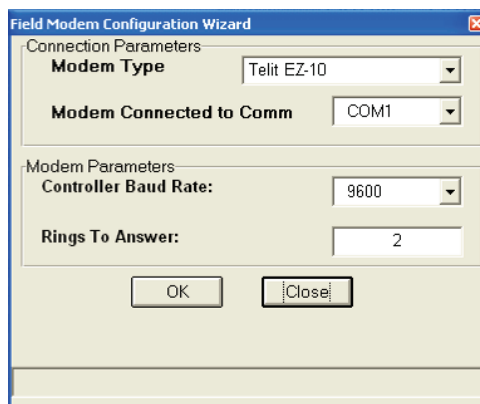 Field Modem Configuration Wizard
Connection Parameters
Modem Type Telit EZ-10
Modem Connected to Comm COM1
Modem Parameters
Controller Baud Rate: 9600
Rings To Answer: 2
OK Close